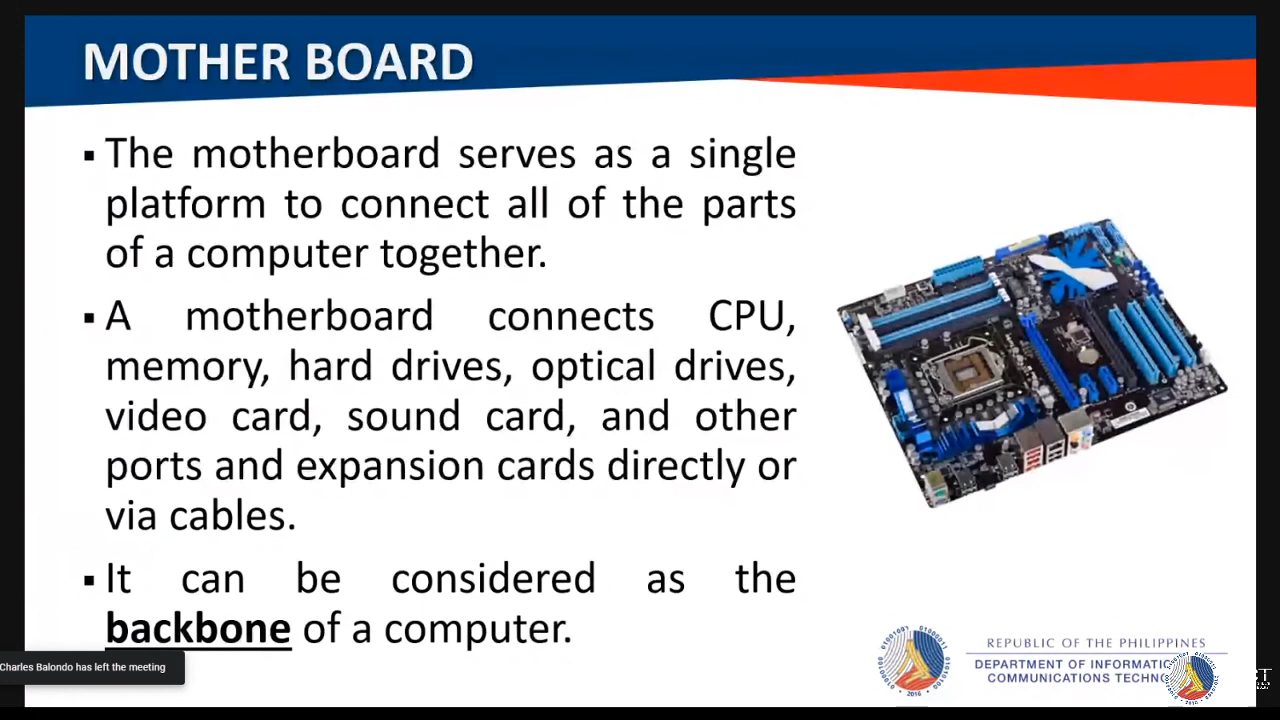 MOTHER BOARD
▪ The motherboard serves as a single
platform to connect all of the parts
of a computer together.
▪ A motherboard connects CPU,
memory, hard drives, optical drives,
video card, sound card, and other
ports and expansion cards directly or
via cables.
▪ It can be considered as the
backbone of a computer.
Charles Balondo has left the meeting
REPUBLIC OF THE PHILIPPINES
DEPARTMENT OF INFORMATIC
COMMUNICATIONS TECHNO
2016
CT